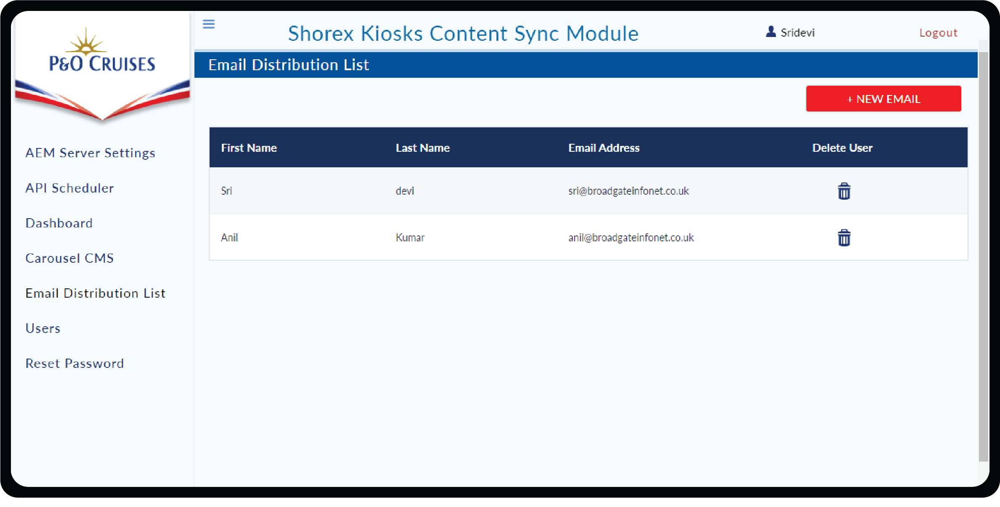 P&O CRUISES
Shorex Kiosks Content Sync Module
Sridevi
Logout
Email Distribution List
+ NEW EMAIL
AEM Server Settings
API Scheduler
Dashboard
Carousel CMS
Email Distribution List
Users
Reset Password
First Name Last Name Email Address Delete User
Sri devi sri@broadgateinfonet.co.uk
Anil Kumar anil@broadgateinfonet.co.uk